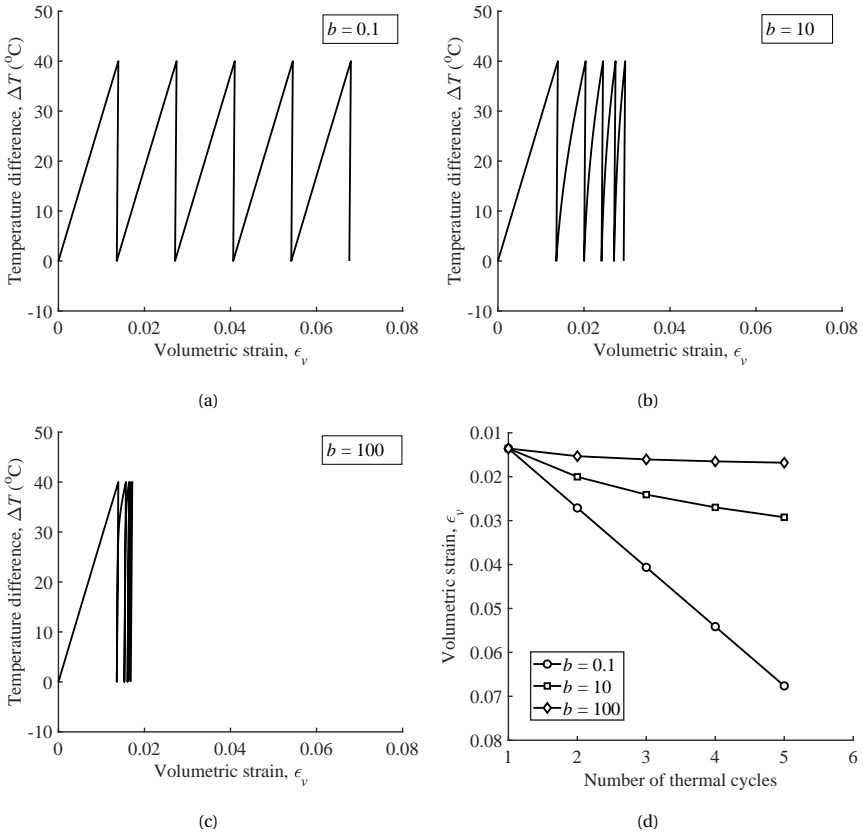 b = 0.1
50
40
30
20
10
0
-10
Temperature difference, ΔT (°C)
0
0.02
0.04
0.06
0.08
Volumetric strain, ϵv
(a)
b = 10
50
40
30
20
10
0
-10
Temperature difference, ΔT (°C)
0
0.02
0.04
0.06
0.08
Volumetric strain, ϵv
(b)
b = 100
50
40
30
20
10
0
-10
Temperature difference, ΔT (°C)
0
0.02
0.04
0.06
0.08
Volumetric strain, ϵv
(c)
0.01
0.02
0.03
0.04
0.05
0.06
0.07
0.08
Volumetric strain, ϵv
b = 0.1
b = 10
b = 100
1
2
3
4
5
6
Number of thermal cycles
(d)